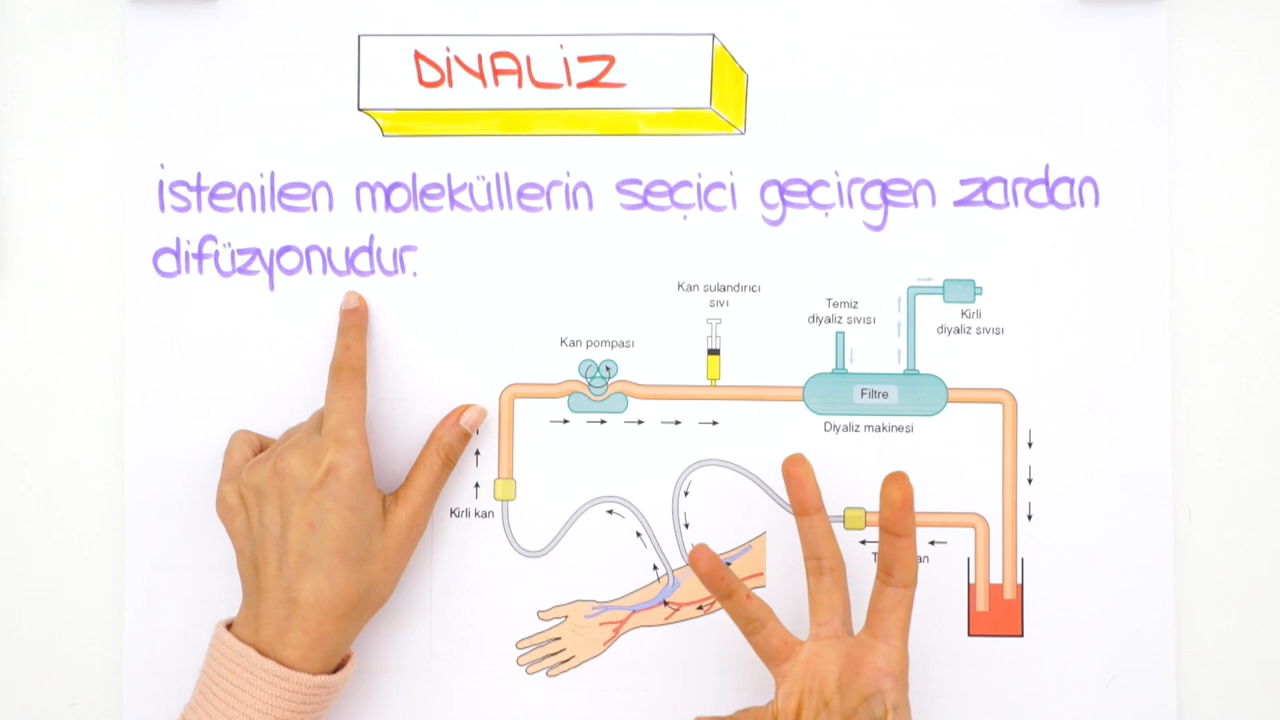 DİYALİZ
istenilen moleküllerin seçici geçirgen zardan
difüzyonudur.
Kan sulandırıcı
sıvı
Temiz
diyaliz sıvısı
Kirli
diyaliz sıvısı
Kan pompası
Filtre
Diyaliz makinesi
Kirli kan